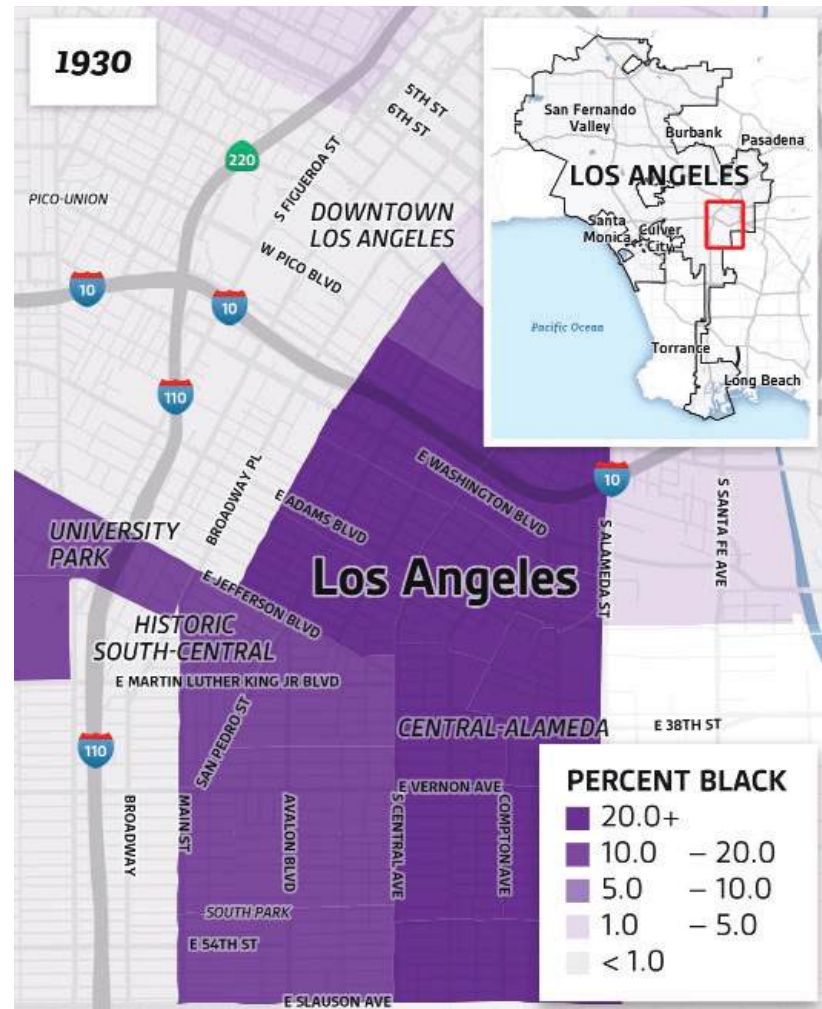 1930
5TH ST
6TH ST
220
S FIGUEROA ST
PICO-UNION
DOWNTOWN
LOS ANGELES
W PICO BLVD
10
10
110
San Fernando
Valley
Burbank
Pasadena
LOS ANGELES
Santa
Monica
Culver
City
Pacific Ocean
Torrance
Long Beach
BROADWAY PL
E WASHINGTON BLVD
E ADAMS BLVD
10
S SANTA FE AVE
S ALAMEDA ST
UNIVERSITY
PARK
Los Angeles
E JEFFERSON BLVD
HISTORIC
SOUTH-CENTRAL
E MARTIN LUTHER KING JR BLVD
SAN PEDRO ST
CENTRAL-ALAMEDA
E 38TH ST
110
E VERNON AVE
BROADWAY
MAIN ST
AVALON BLVD
S CENTRAL AVE
COMPTON AVE
SOUTH PARK
E 54TH ST
E SLAUSON AVE
PERCENT BLACK
20.0+
10.0 – 20.0
5.0 – 10.0
1.0 – 5.0
< 1.0